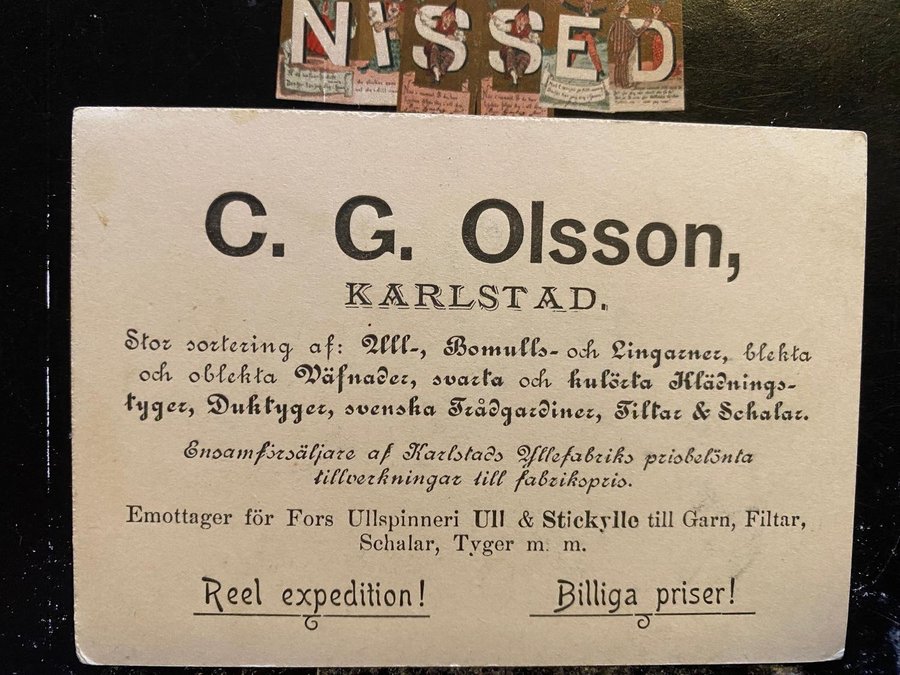 NISSED
C. G. Olsson,
KARLSTAD.
Stor sortering af: Ull-, Bomulls- och Lingarner, blekta
och oblekta Väfnader, svarta och kulörta Klädnings-
tyger, Duktyger, svenska Trådgardiner, Filtar & Schalar.
Ensamförsäljare af Karlstads Yllefabriks prisbelönta
tillverkningar till fabrikspris.
Emottager för Fors Ullspinneri Ull & Stickylle till Garn, Filtar,
Schalar, Tyger m. m.
Reel expedition! Billiga priser!